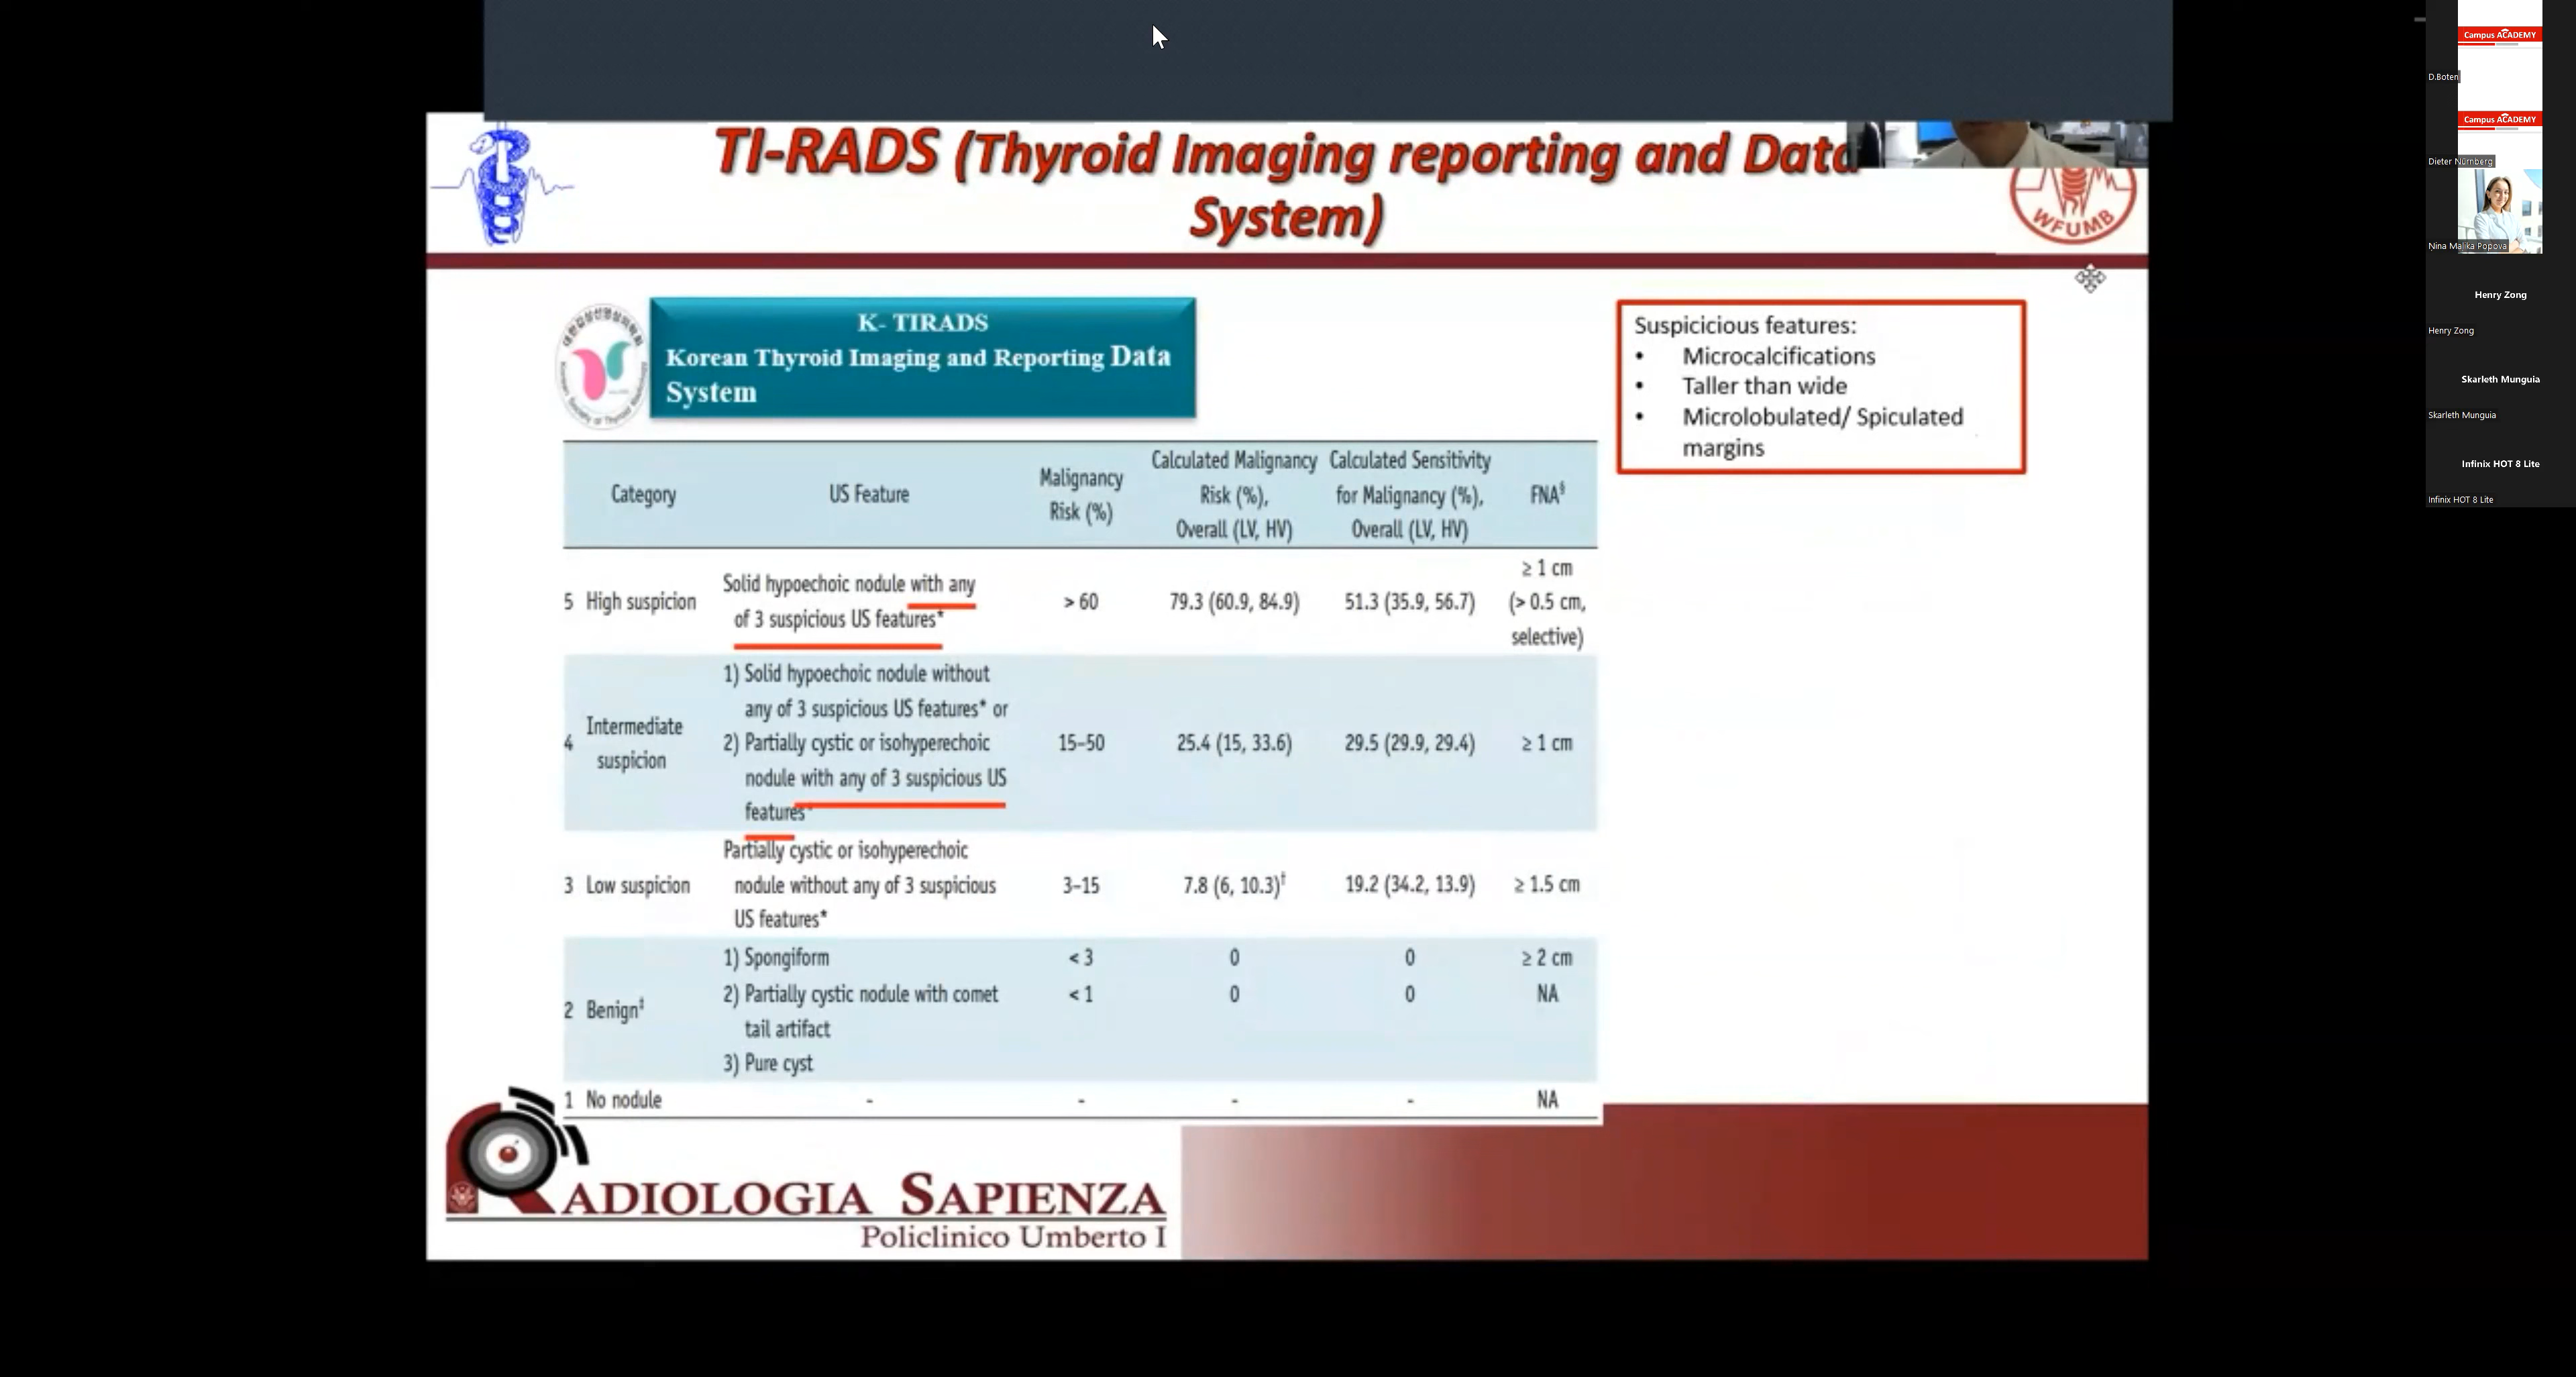 TI-RADS (Thyroid Imaging reporting and Data
System)
WFUMB
K- TIRADS
Korean Thyroid Imaging and Reporting Data
System
Suspicicious features:
• Microcalcifications
• Taller than wide
• Microlobulated/ Spiculated
margins
Category US Feature Malignancy Risk (%) Calculated Malignancy Risk (%), Overall (LV, HV) Calculated Sensitivity for Malignancy (%), Overall (LV, HV) FNA§
5 High suspicion Solid hypoechoic nodule with any of 3 suspicious US features* > 60 79.3 (60.9, 84.9) 51.3 (35.9, 56.7) ≥ 1 cm (> 0.5 cm, selective)
4 Intermediate suspicion 1) Solid hypoechoic nodule without any of 3 suspicious US features* or 2) Partially cystic or isohyperechoic nodule with any of 3 suspicious US features* 15–50 25.4 (15, 33.6) 29.5 (29.9, 29.4) ≥ 1 cm
3 Low suspicion Partially cystic or isohyperechoic nodule without any of 3 suspicious US features* 3–15 7.8 (6, 10.3)† 19.2 (34.2, 13.9) ≥ 1.5 cm
2 Benign‡ 1) Spongiform < 3 0 0 ≥ 2 cm
2) Partially cystic nodule with comet tail artifact < 1 0 0 NA
3) Pure cyst
1 No nodule - - - - NA
RADIOLOGIA SAPIENZA
Policlinico Umberto I
Campus ACADEMY
D.Boten
Campus ACADEMY
Dieter Nürnberg
Nina Malika Popova
Henry Zong
Henry Zong
Skarleth Munguia
Skarleth Munguia
Infinix HOT 8 Lite
Infinix HOT 8 Lite